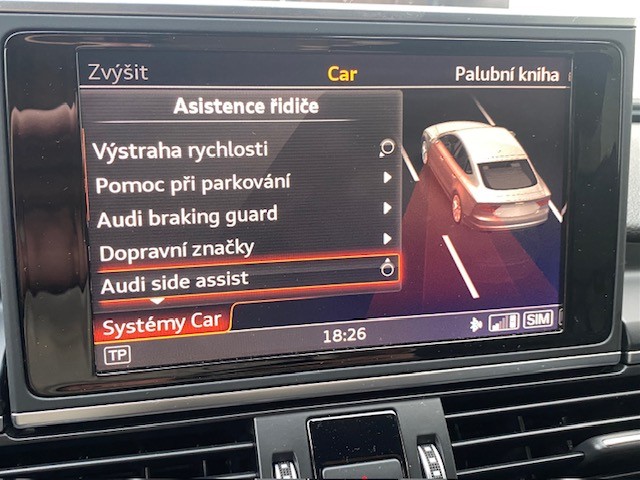 Zvýšit
Car
Palubní kniha
Asistence řidiče
Výstraha rychlosti
Pomoc při parkování
Audi braking guard
Dopravní značky
Audi side assist
Systémy Car
18:26
SIM
TP